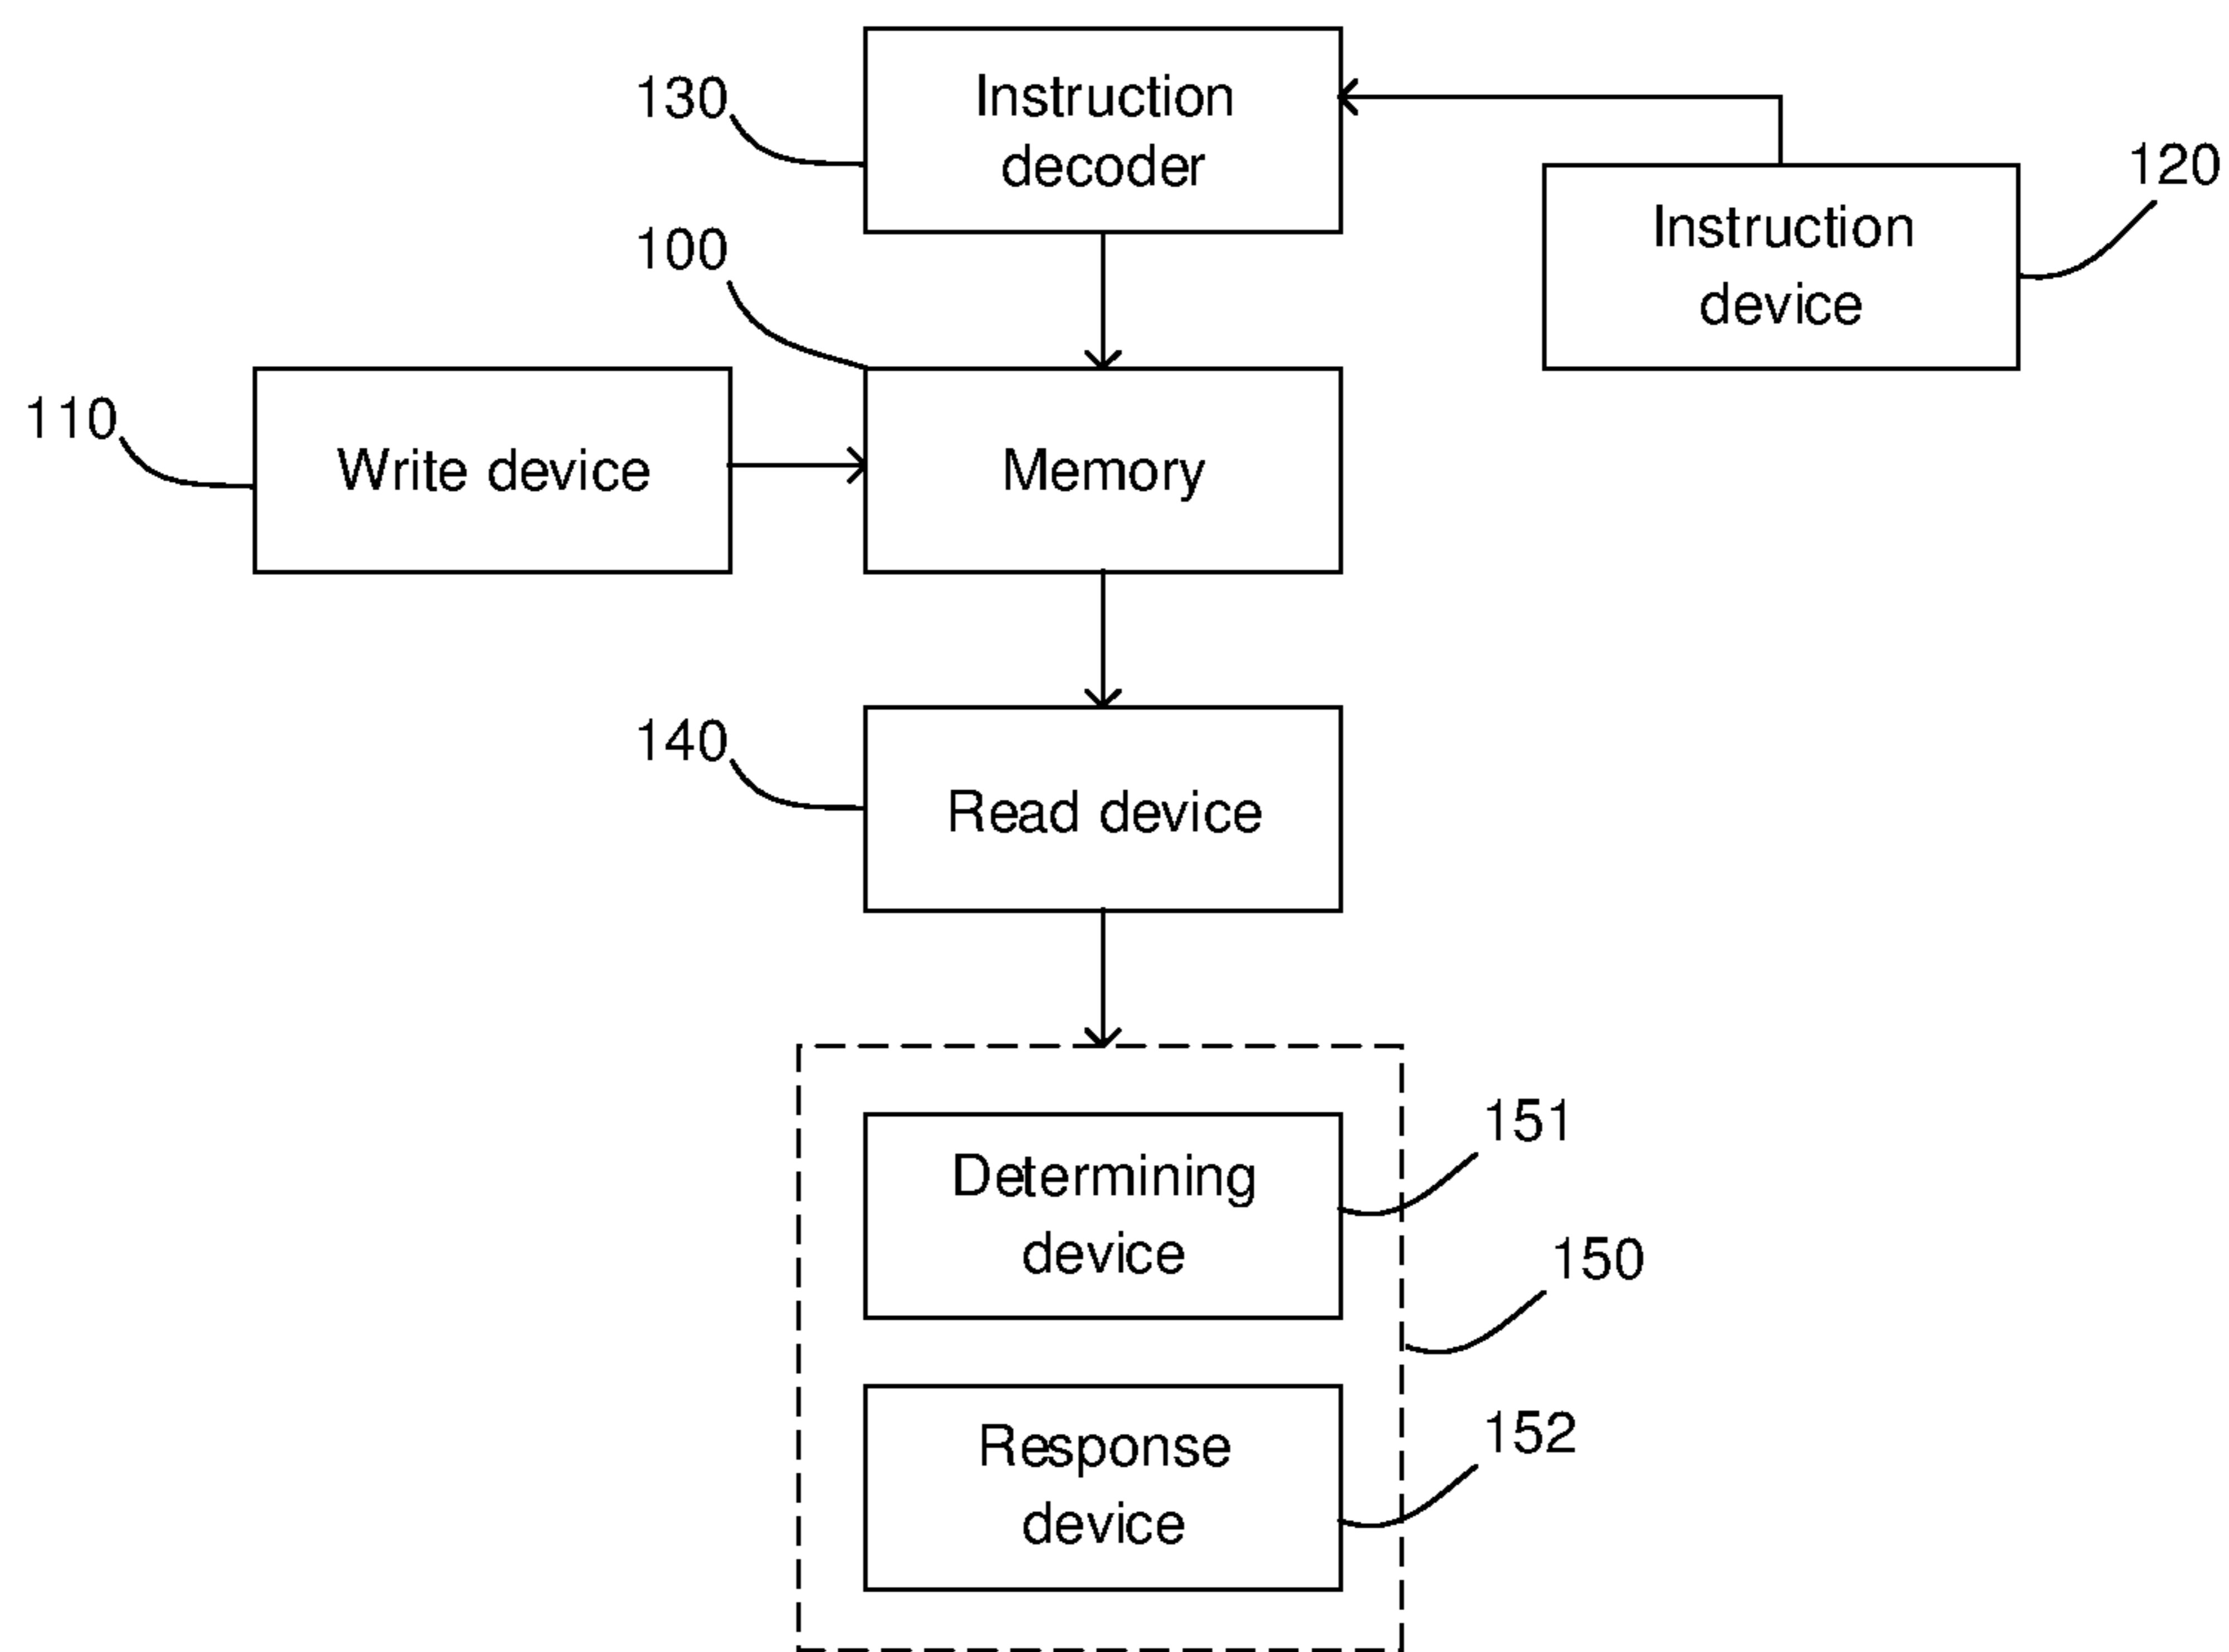 130
Instruction
decoder
120
Instruction
device
100
110
Write device
Memory
140
Read device
151
Determining
device
150
152
Response
device